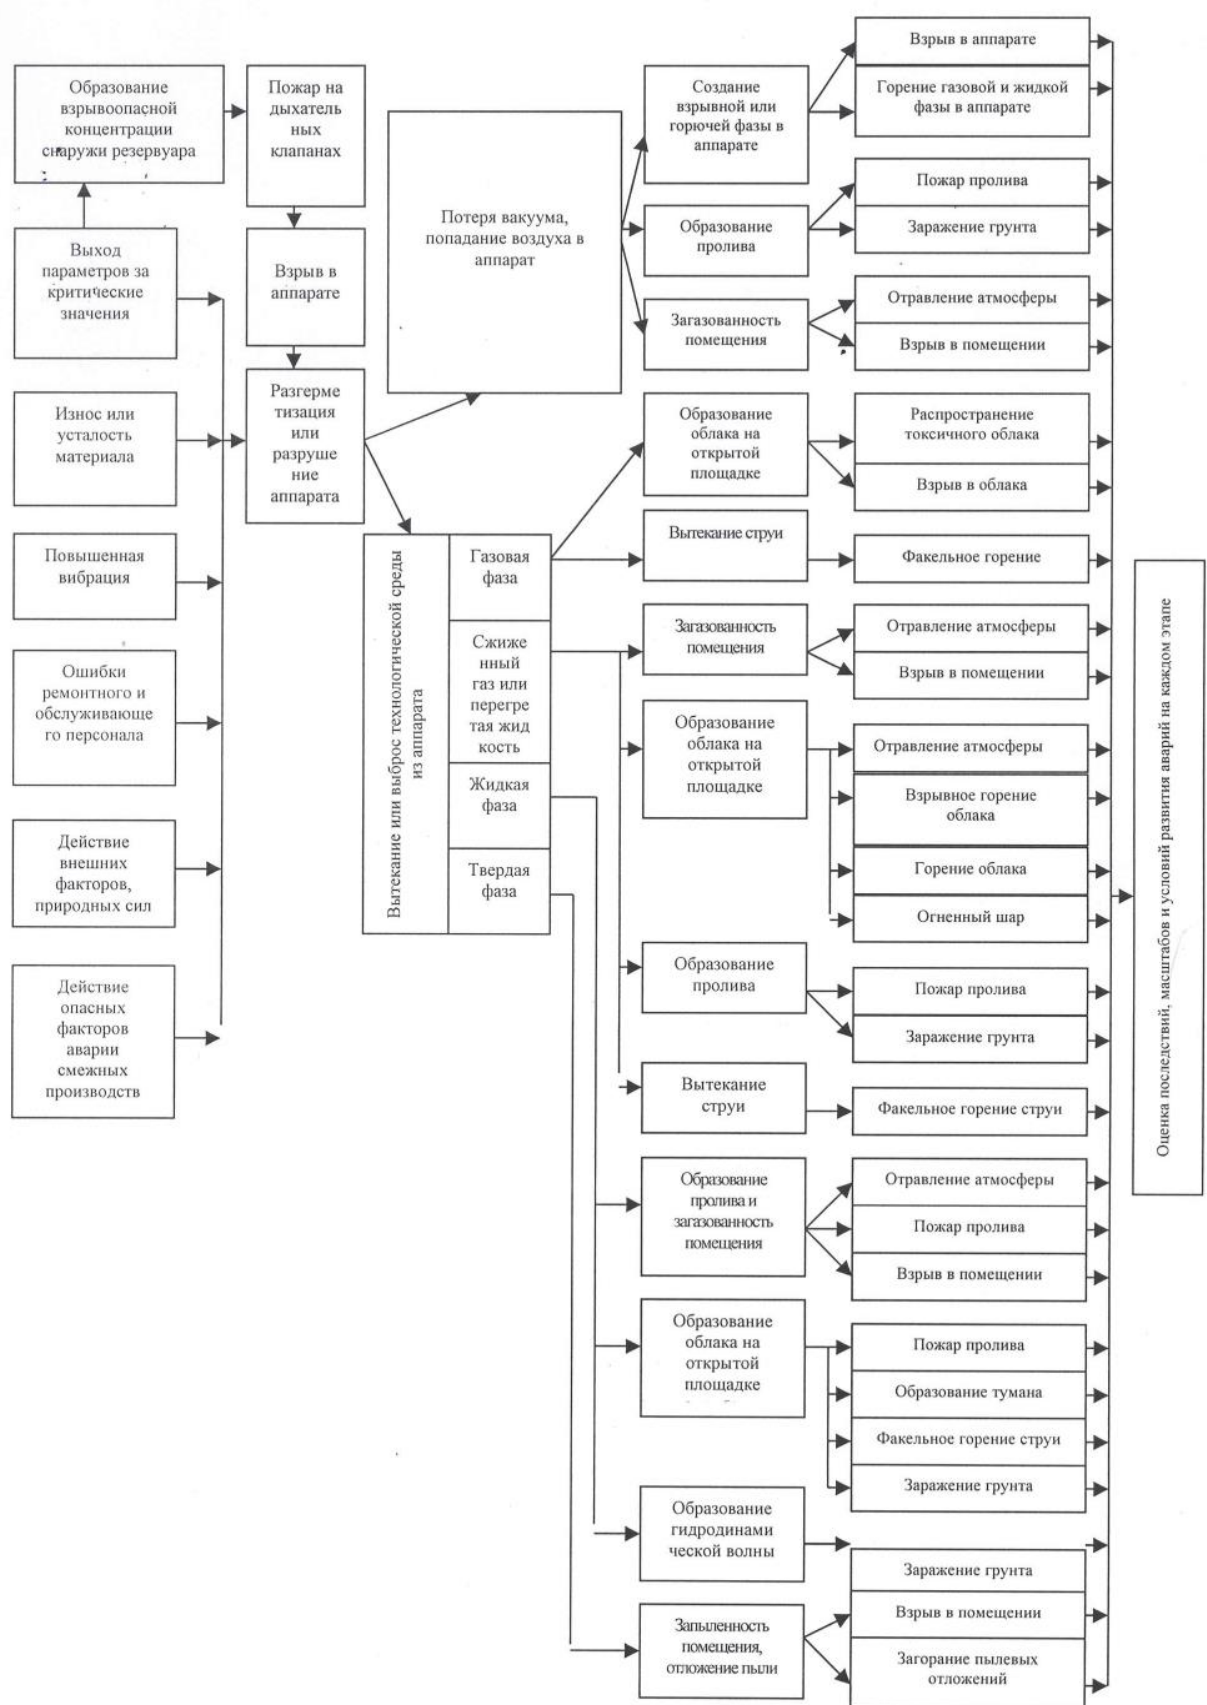 Образование
взрывоопасной
концентрации
снаружи резервуара
Пожар на
дыхатель
ных
клапанах
Выход
параметров за
критические
значения
Взрыв в
аппарате
Износ или
усталость
материала
Разгерме
тизация
или
разруше
ние
аппарата
Повышенная
вибрация
Ошибки
ремонтного и
обслуживающе
го персонала
Действие
внешних
факторов,
природных сил
Действие
опасных
факторов
аварии
смежных
производств
Потеря вакуума,
попадание воздуха в
аппарат
Вытекание или выброс технологической среды
из аппарата
Газовая
фаза
Сжиже
нный
газ или
перегре
тая жид
кость
Жидкая
фаза
Твердая
фаза
Создание
взрывной или
горючей фазы в
аппарате
Взрыв в аппарате
Горение газовой и жидкой
фазы в аппарате
Образование
пролива
Пожар пролива
Заражение грунта
Загазованность
помещения
Отравление атмосферы
Взрыв в помещении
Образование
облака на
открытой
площадке
Распространение
токсичного облака
Взрыв в облака
Вытекание струи
Факельное горение
Загазованность
помещения
Отравление атмосферы
Взрыв в помещении
Образование
облака на
открытой
площадке
Отравление атмосферы
Взрывное горение
облака
Горение облака
Огненный шар
Образование
пролива
Пожар пролива
Заражение грунта
Вытекание
струи
Факельное горение струи
Образование
пролива и
загазованность
помещения
Отравление атмосферы
Пожар пролива
Взрыв в помещении
Образование
облака на
открытой
площадке
Пожар пролива
Образование тумана
Факельное горение струи
Заражение грунта
Образование
гидродинами
ческой волны
Заражение грунта
Запыленность
помещения,
отложение пыли
Взрыв в помещении
Загорание пылевых
отложений
Оценка последствий, масштабов и условий развития аварий на каждом этапе